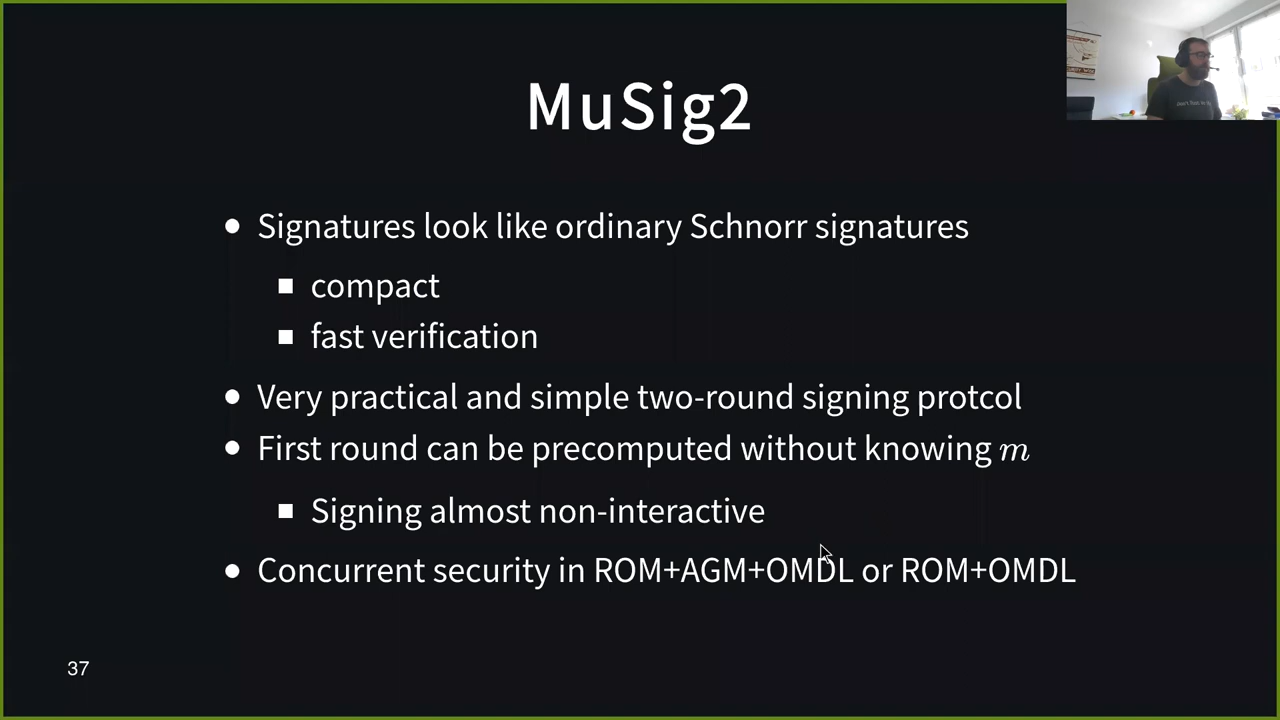 MuSig2
• Signatures look like ordinary Schnorr signatures
▪ compact
▪ fast verification
• Very practical and simple two-round signing protcol
• First round can be precomputed without knowing m
▪ Signing almost non-interactive
• Concurrent security in ROM+AGM+OMDL or ROM+OMDL
37